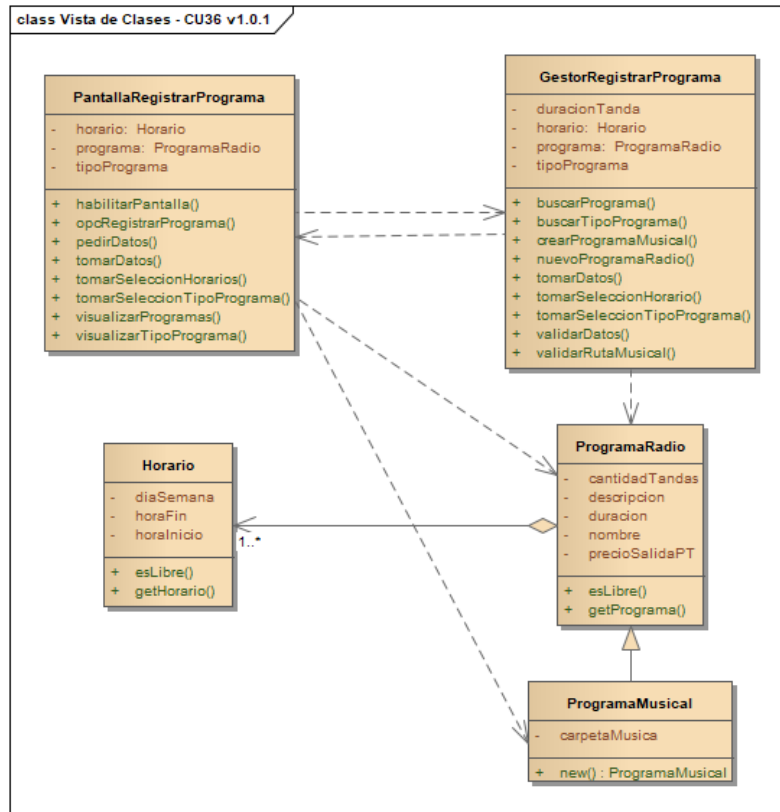 class Vista de Clases - CU36 v1.0.1
PantallaRegistrarPrograma
- horario: Horario
- programa: ProgramaRadio
- tipoPrograma
+ habilitarPantalla()
+ opcRegistrarPrograma()
+ pedirDatos()
+ tomarDatos()
+ tomarSeleccionHorarios()
+ tomarSeleccionTipoPrograma()
+ visualizarProgramas()
+ visualizarTipoPrograma()
GestorRegistrarPrograma
- duracionTanda
- horario: Horario
- programa: ProgramaRadio
- tipoPrograma
+ buscarPrograma()
+ buscarTipoPrograma()
+ crearProgramaMusical()
+ nuevoProgramaRadio()
+ tomarDatos()
+ tomarSeleccionHorario()
+ tomarSeleccionTipoPrograma()
+ validarDatos()
+ validarRutaMusical()
Horario
- diaSemana
- horaFin
- horaInicio
+ esLibre()
+ getHorario()
1..*
ProgramaRadio
- cantidadTandas
- descripcion
- duracion
- nombre
- precioSalidaPT
+ esLibre()
+ getPrograma()
ProgramaMusical
- carpetaMusica
+ new() : ProgramaMusical